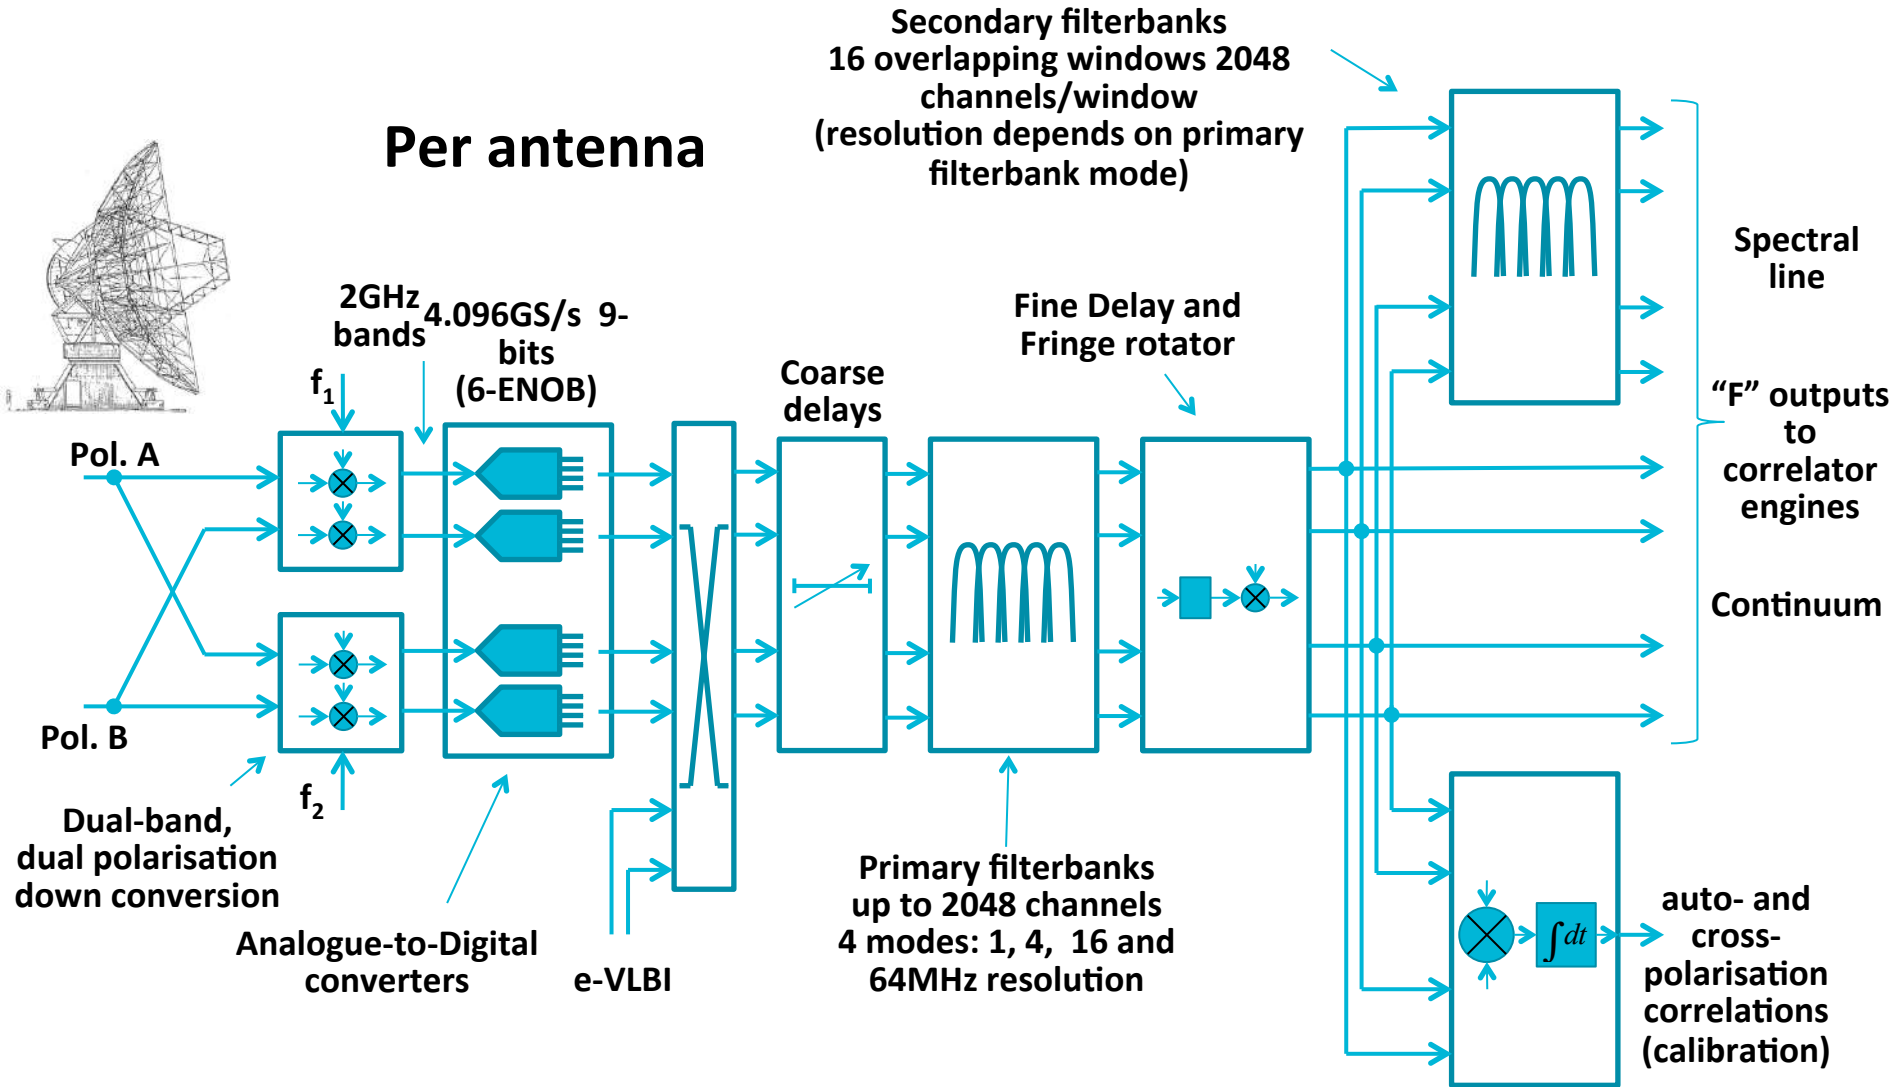 Secondary filterbanks
16 overlapping windows 2048
channels/window
(resolution depends on primary
filterbank mode)
Per antenna
2GHz
bands
4.096GS/s 9-
bits
(6-ENOB)
f1
Fine Delay and
Fringe rotator
Coarse
delays
Spectral
line
“F” outputs
to
correlator
engines
Continuum
Pol. A
Pol. B
f2
Dual-band,
dual polarisation
down conversion
Analogue-to-Digital
converters
e-VLBI
Primary filterbanks
up to 2048 channels
4 modes: 1, 4, 16 and
64MHz resolution
∫dt
auto- and
cross-
polarisation
correlations
(calibration)